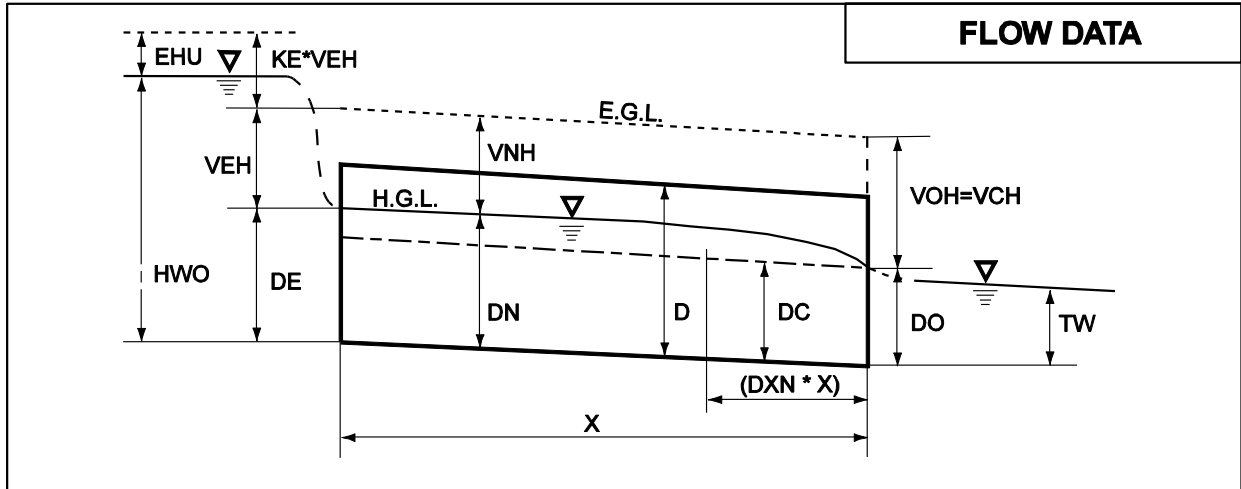 FLOW DATA
EHU
KE*VEH
E.G.L.
VNH
VEH
VOH=VCH
H.G.L.
HWO
DE
DN
D
DC
DO
TW
(DXN * X)
X